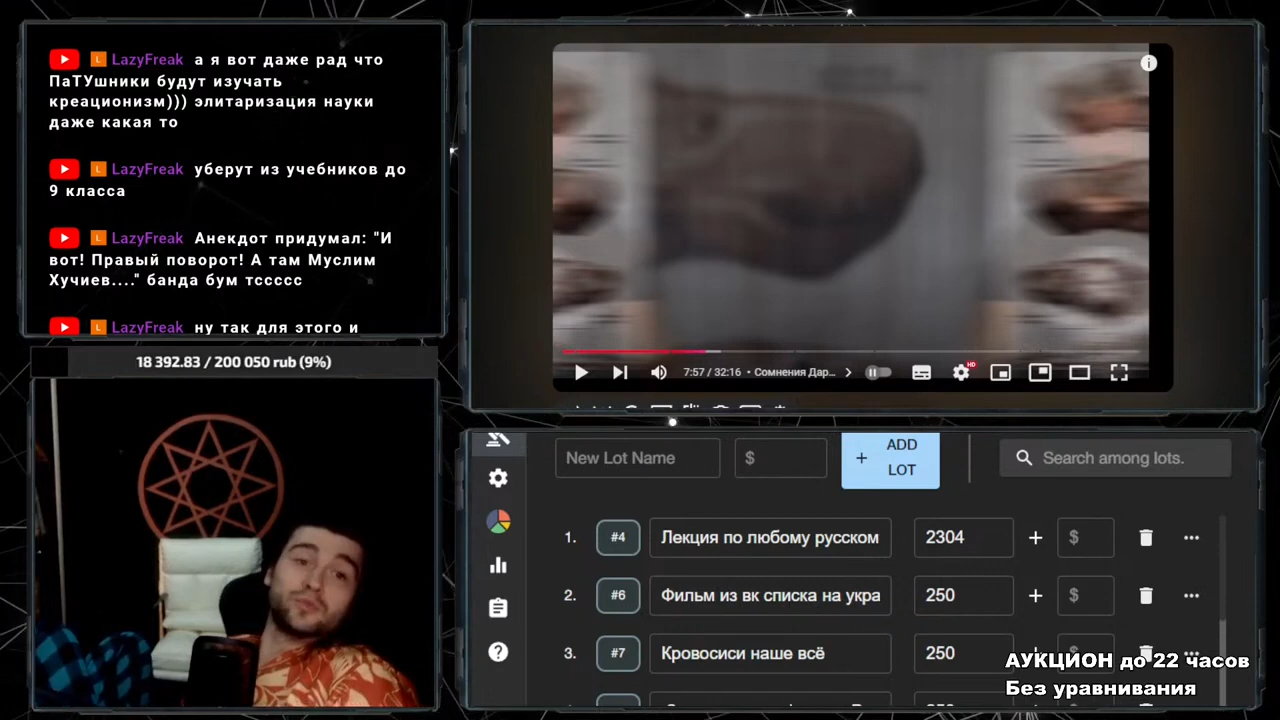 LazyFreak а я вот даже рад что
ПаТУшники будут изучать
креационизм))) элитаризация науки
даже какая то
LazyFreak уберут из учебников до
9 класса
LazyFreak Анекдот придумал: "И
вот! Правый поворот! А там Муслим
Хучиев...." банда бум тссссс
LazyFreak ну так для этого и
18 392.83 / 200 050 rub (9%)
7:57 / 32:16 • Сомнения Дар...
HD
New Lot Name
$
+ ADD
LOT
Search among lots.
1. #4 Лекция по любому русском 2304 + $
2. #6 Фильм из вк списка на укра 250 + $
3. #7 Кровосиси наше всё 250 + $
АУКЦИОН до 22 часов
Без уравнивания